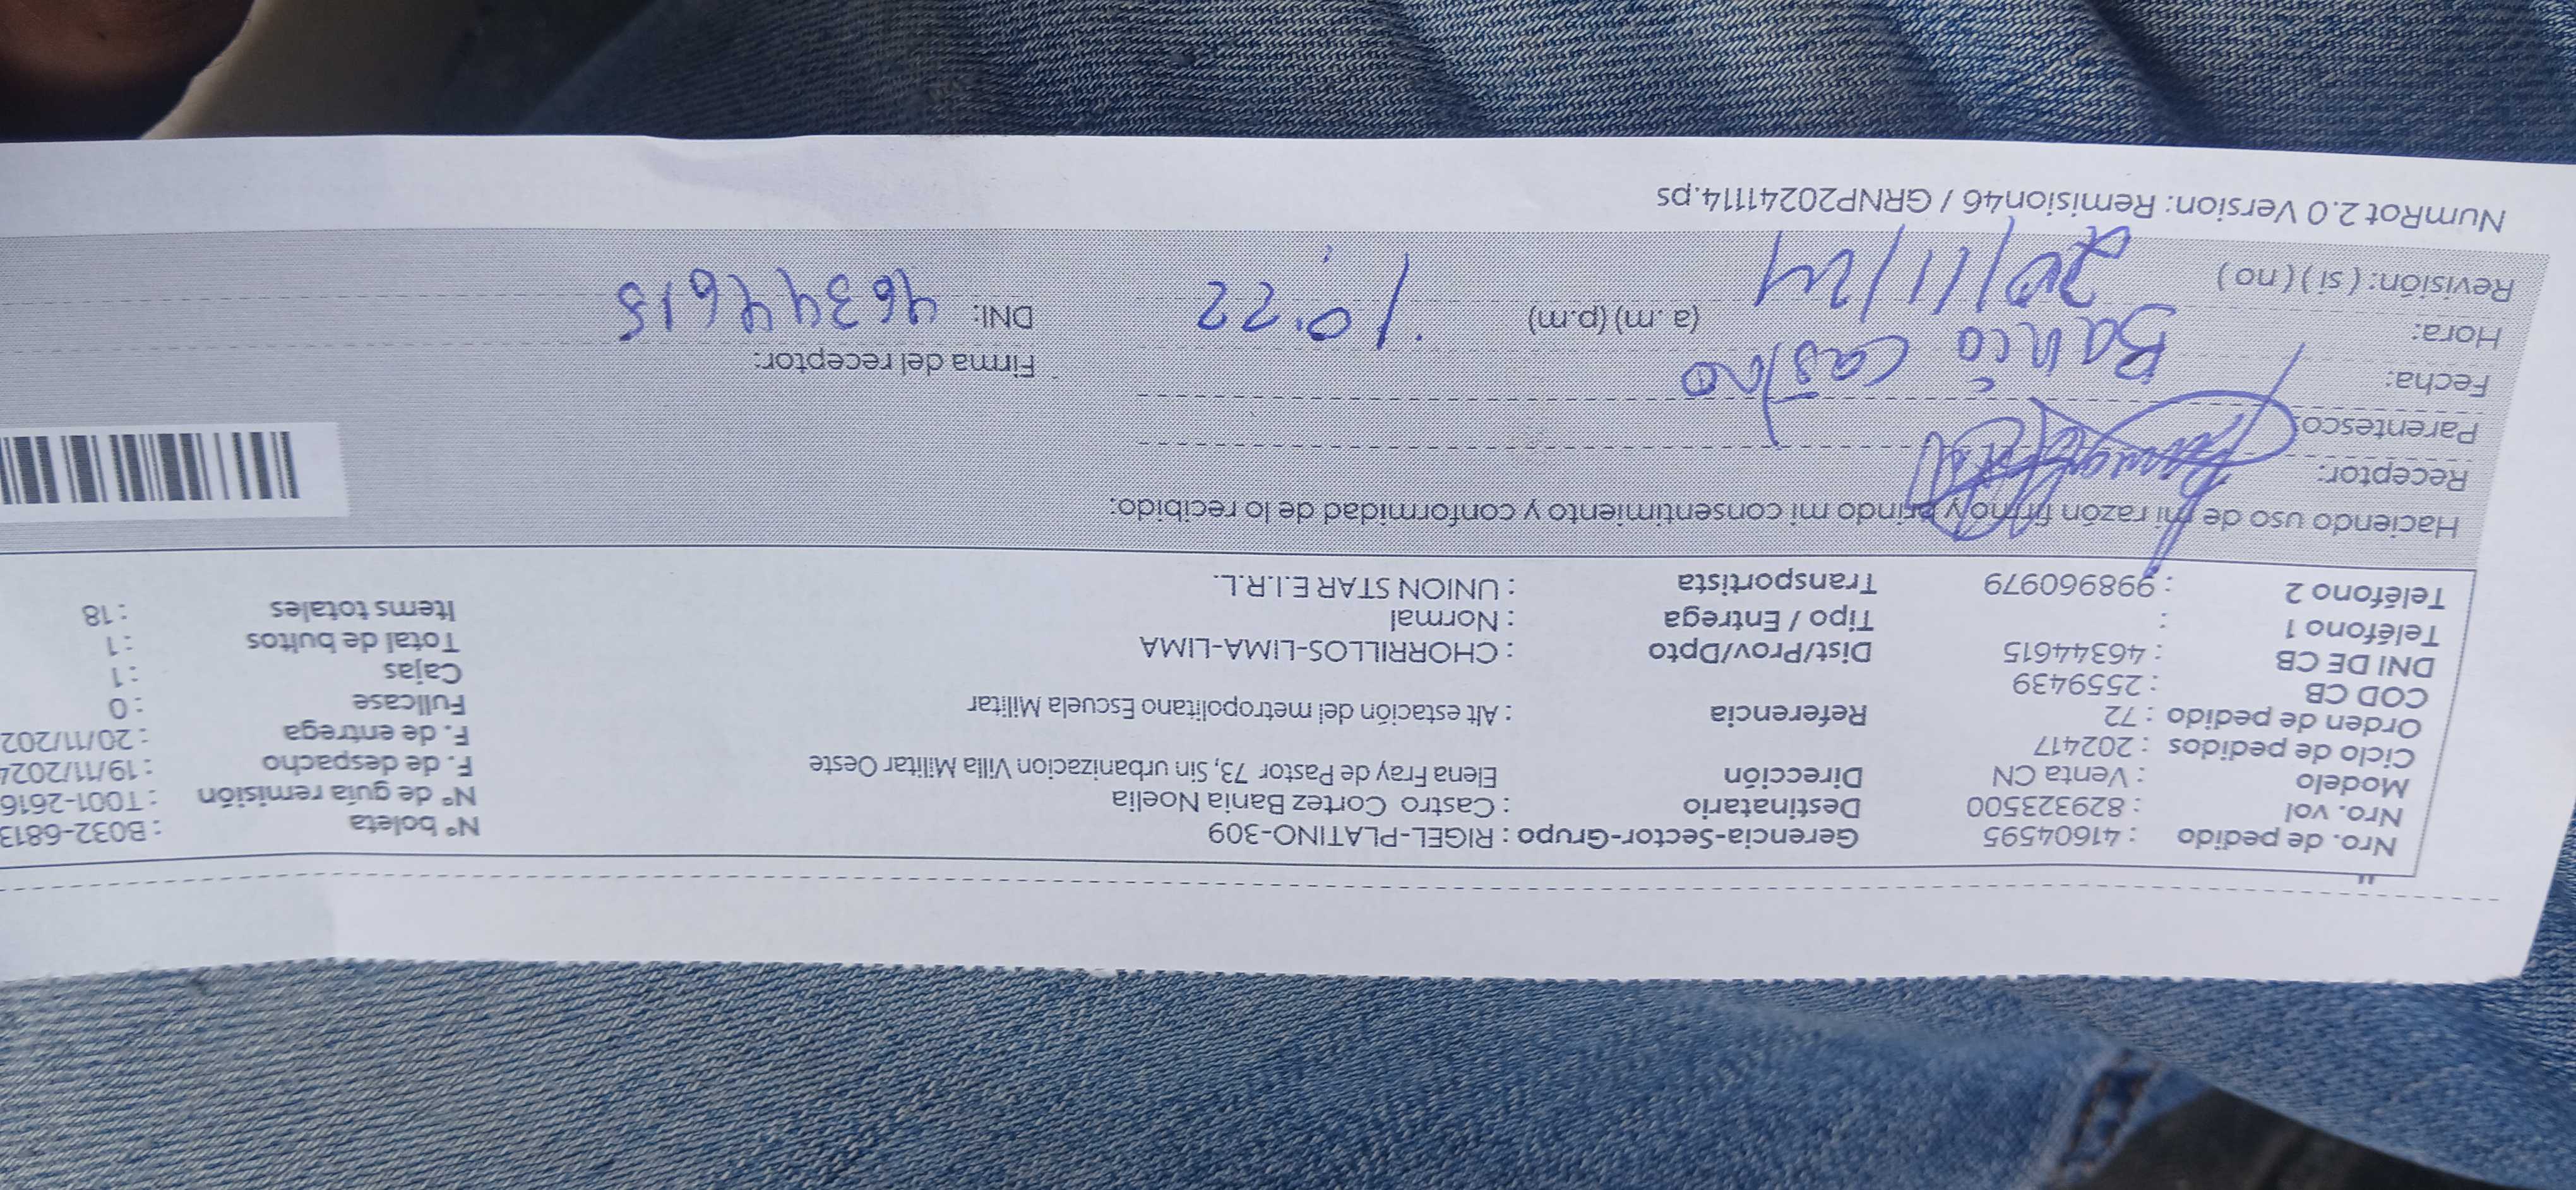 Nro. de pedido : 41604595 Gerencia-Sector-Grupo : RIGEL-PLATINO-309 N° boleta : B032-6813
Nro. vol : 829323500 Destinatario : Castro Cortez Bania Noelia N° de guía remisión : T001-2616
Modelo : Venta CN Dirección Elena Fray de Pastor 73, Sin urbanizacion Villa Militar Oeste F. de despacho : 19/11/2024
Ciclo de pedidos : 202417 F. de entrega : 20/11/202
Orden de pedido : 72 Referencia : Alt estación del metropolitano Escuela Militar Fullcase : 0
COD CB : 2559439 Cajas : 1
DNI DE CB : 46344615 Dist/Prov/Dpto : CHORRILLOS-LIMA-LIMA Total de bultos : 1
Teléfono 1 : Tipo / Entrega : Normal Items totales : 18
Teléfono 2 : 998960979 Transportista : UNION STAR E.I.R.L.
Haciendo uso de mi razón firmo y brindo mi consentimiento y conformidad de lo recibido:
Receptor:
Parentesco:
Fecha: Bania Castro Firma del receptor:
Hora: 20/11/24 (a .m) (p.m) 10:22 DNI: 46344615
Revisión: ( si ) ( no )
NumRot 2.0 Version: Remision46 / GRNP20241114.ps